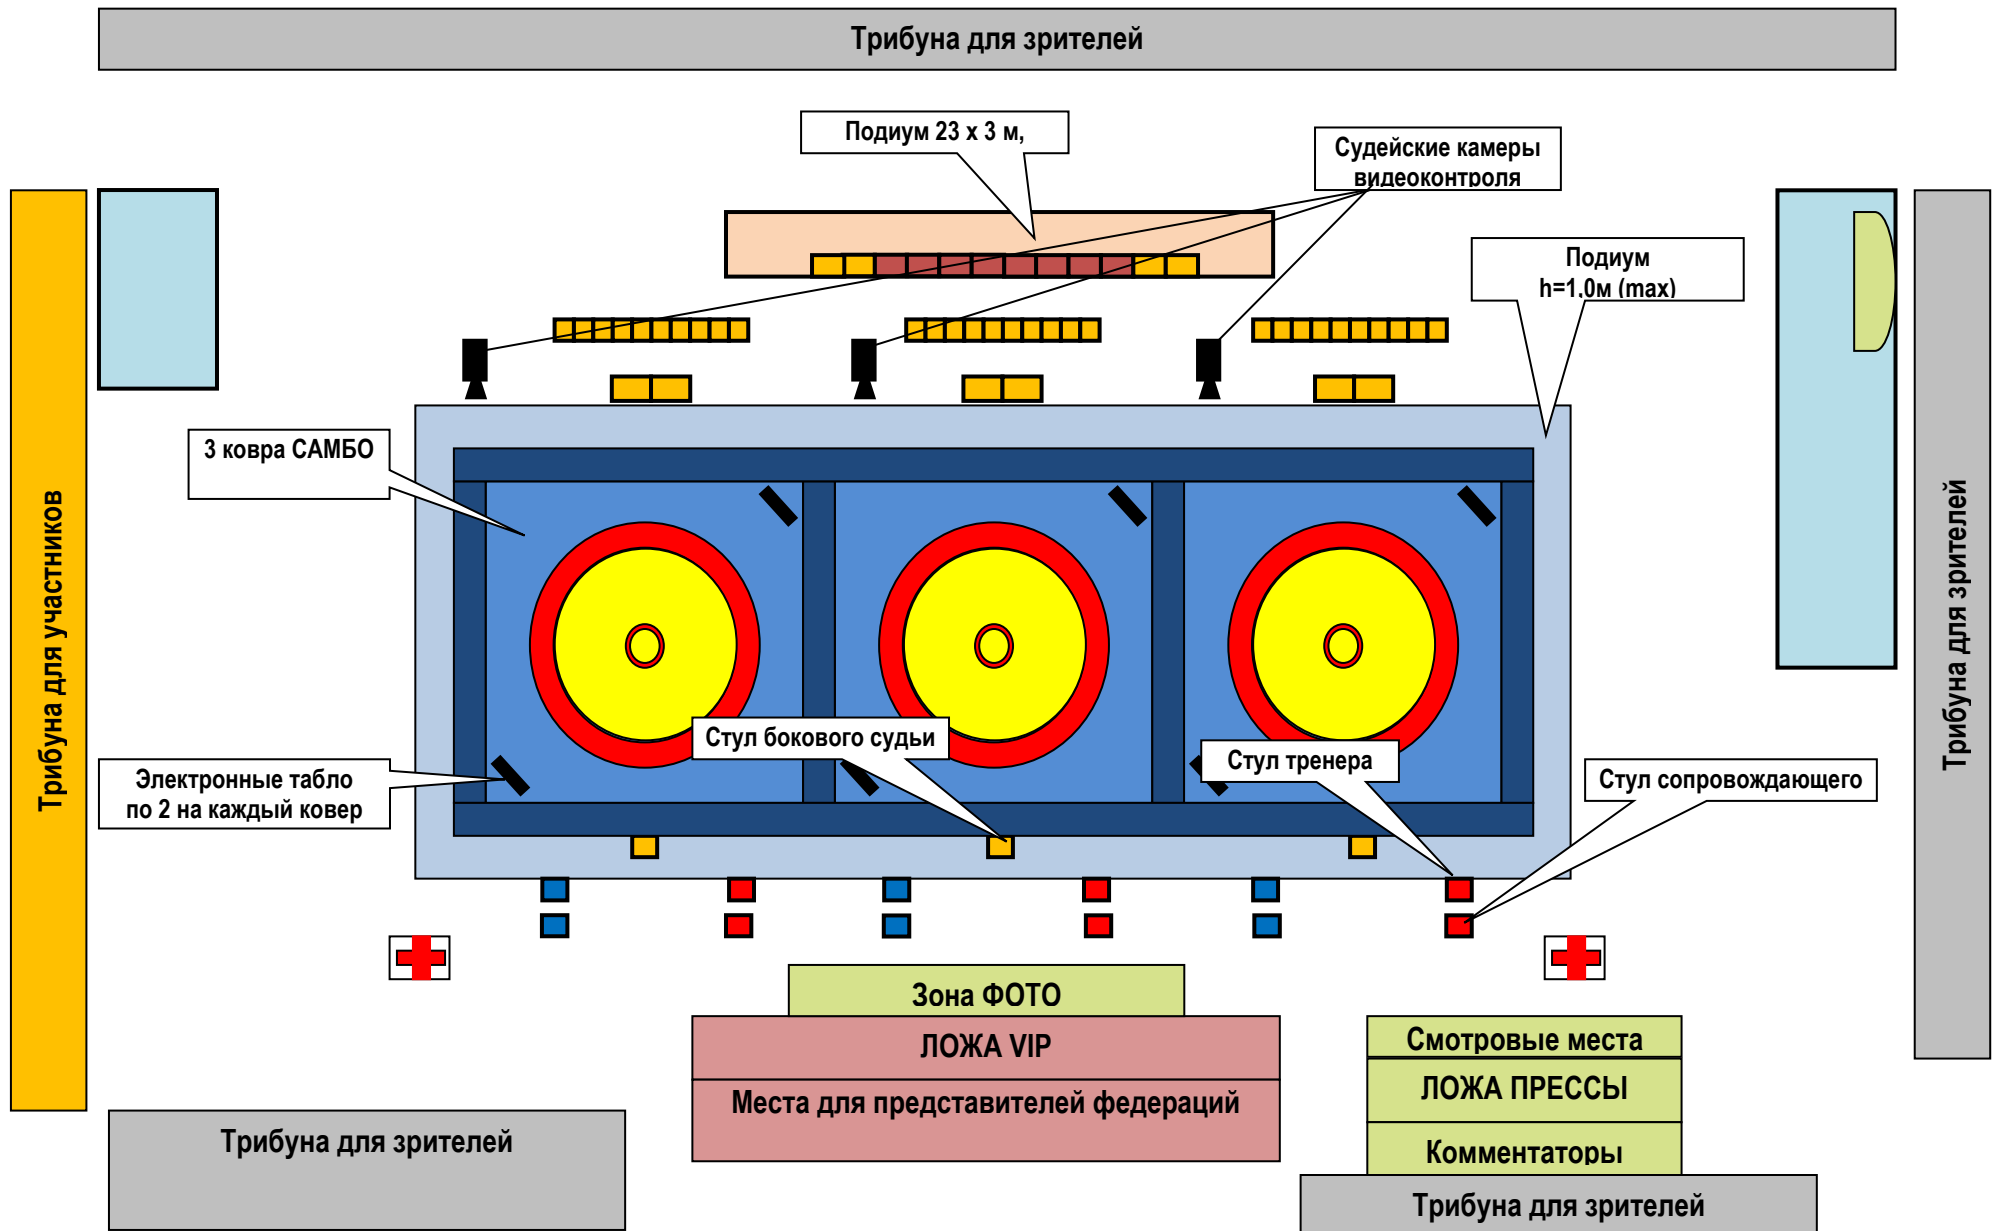 Трибуна для зрителей
Подиум 23 х 3 м,
Судейские камеры
видеоконтроля
Подиум
h=1,0м (max)
3 ковра САМБО
Трибуна для участников
Трибуна для зрителей
Стул бокового судьи
Стул тренера
Электронные табло
по 2 на каждый ковер
Стул сопровождающего
Зона ФОТО
ЛОЖА VIP
Места для представителей федераций
Смотровые места
ЛОЖА ПРЕССЫ
Комментаторы
Трибуна для зрителей
Трибуна для зрителей